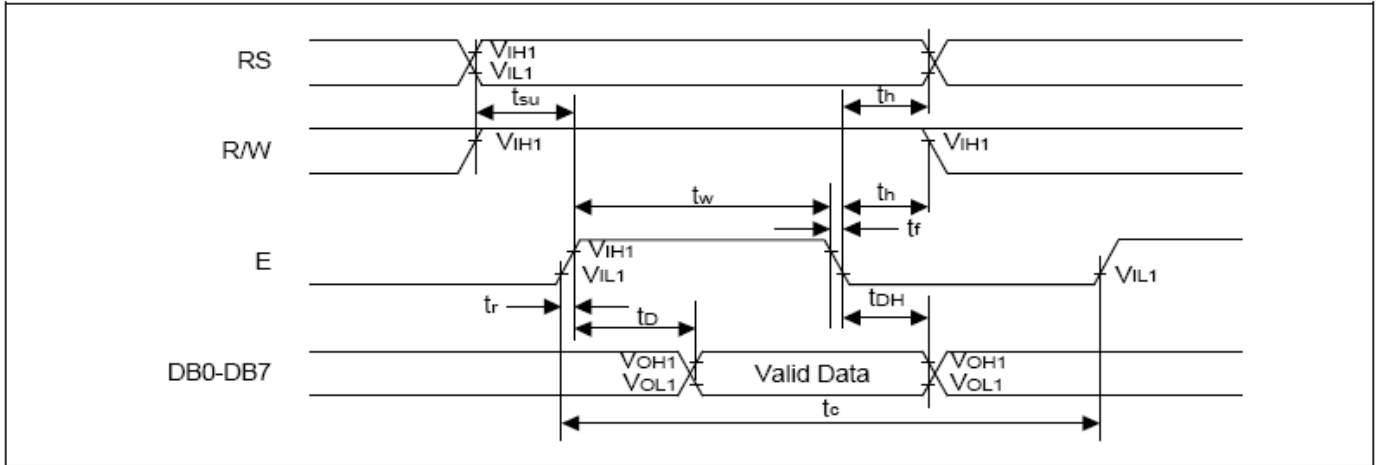 RS
VIH1
VIL1
tsu
th
R/W
VIH1
VIH1
tw
th
tf
E
VIH1
VIL1
VIL1
tr
tD
tDH
DB0-DB7
VOH1
VOL1
Valid Data
VOH1
VOL1
tc